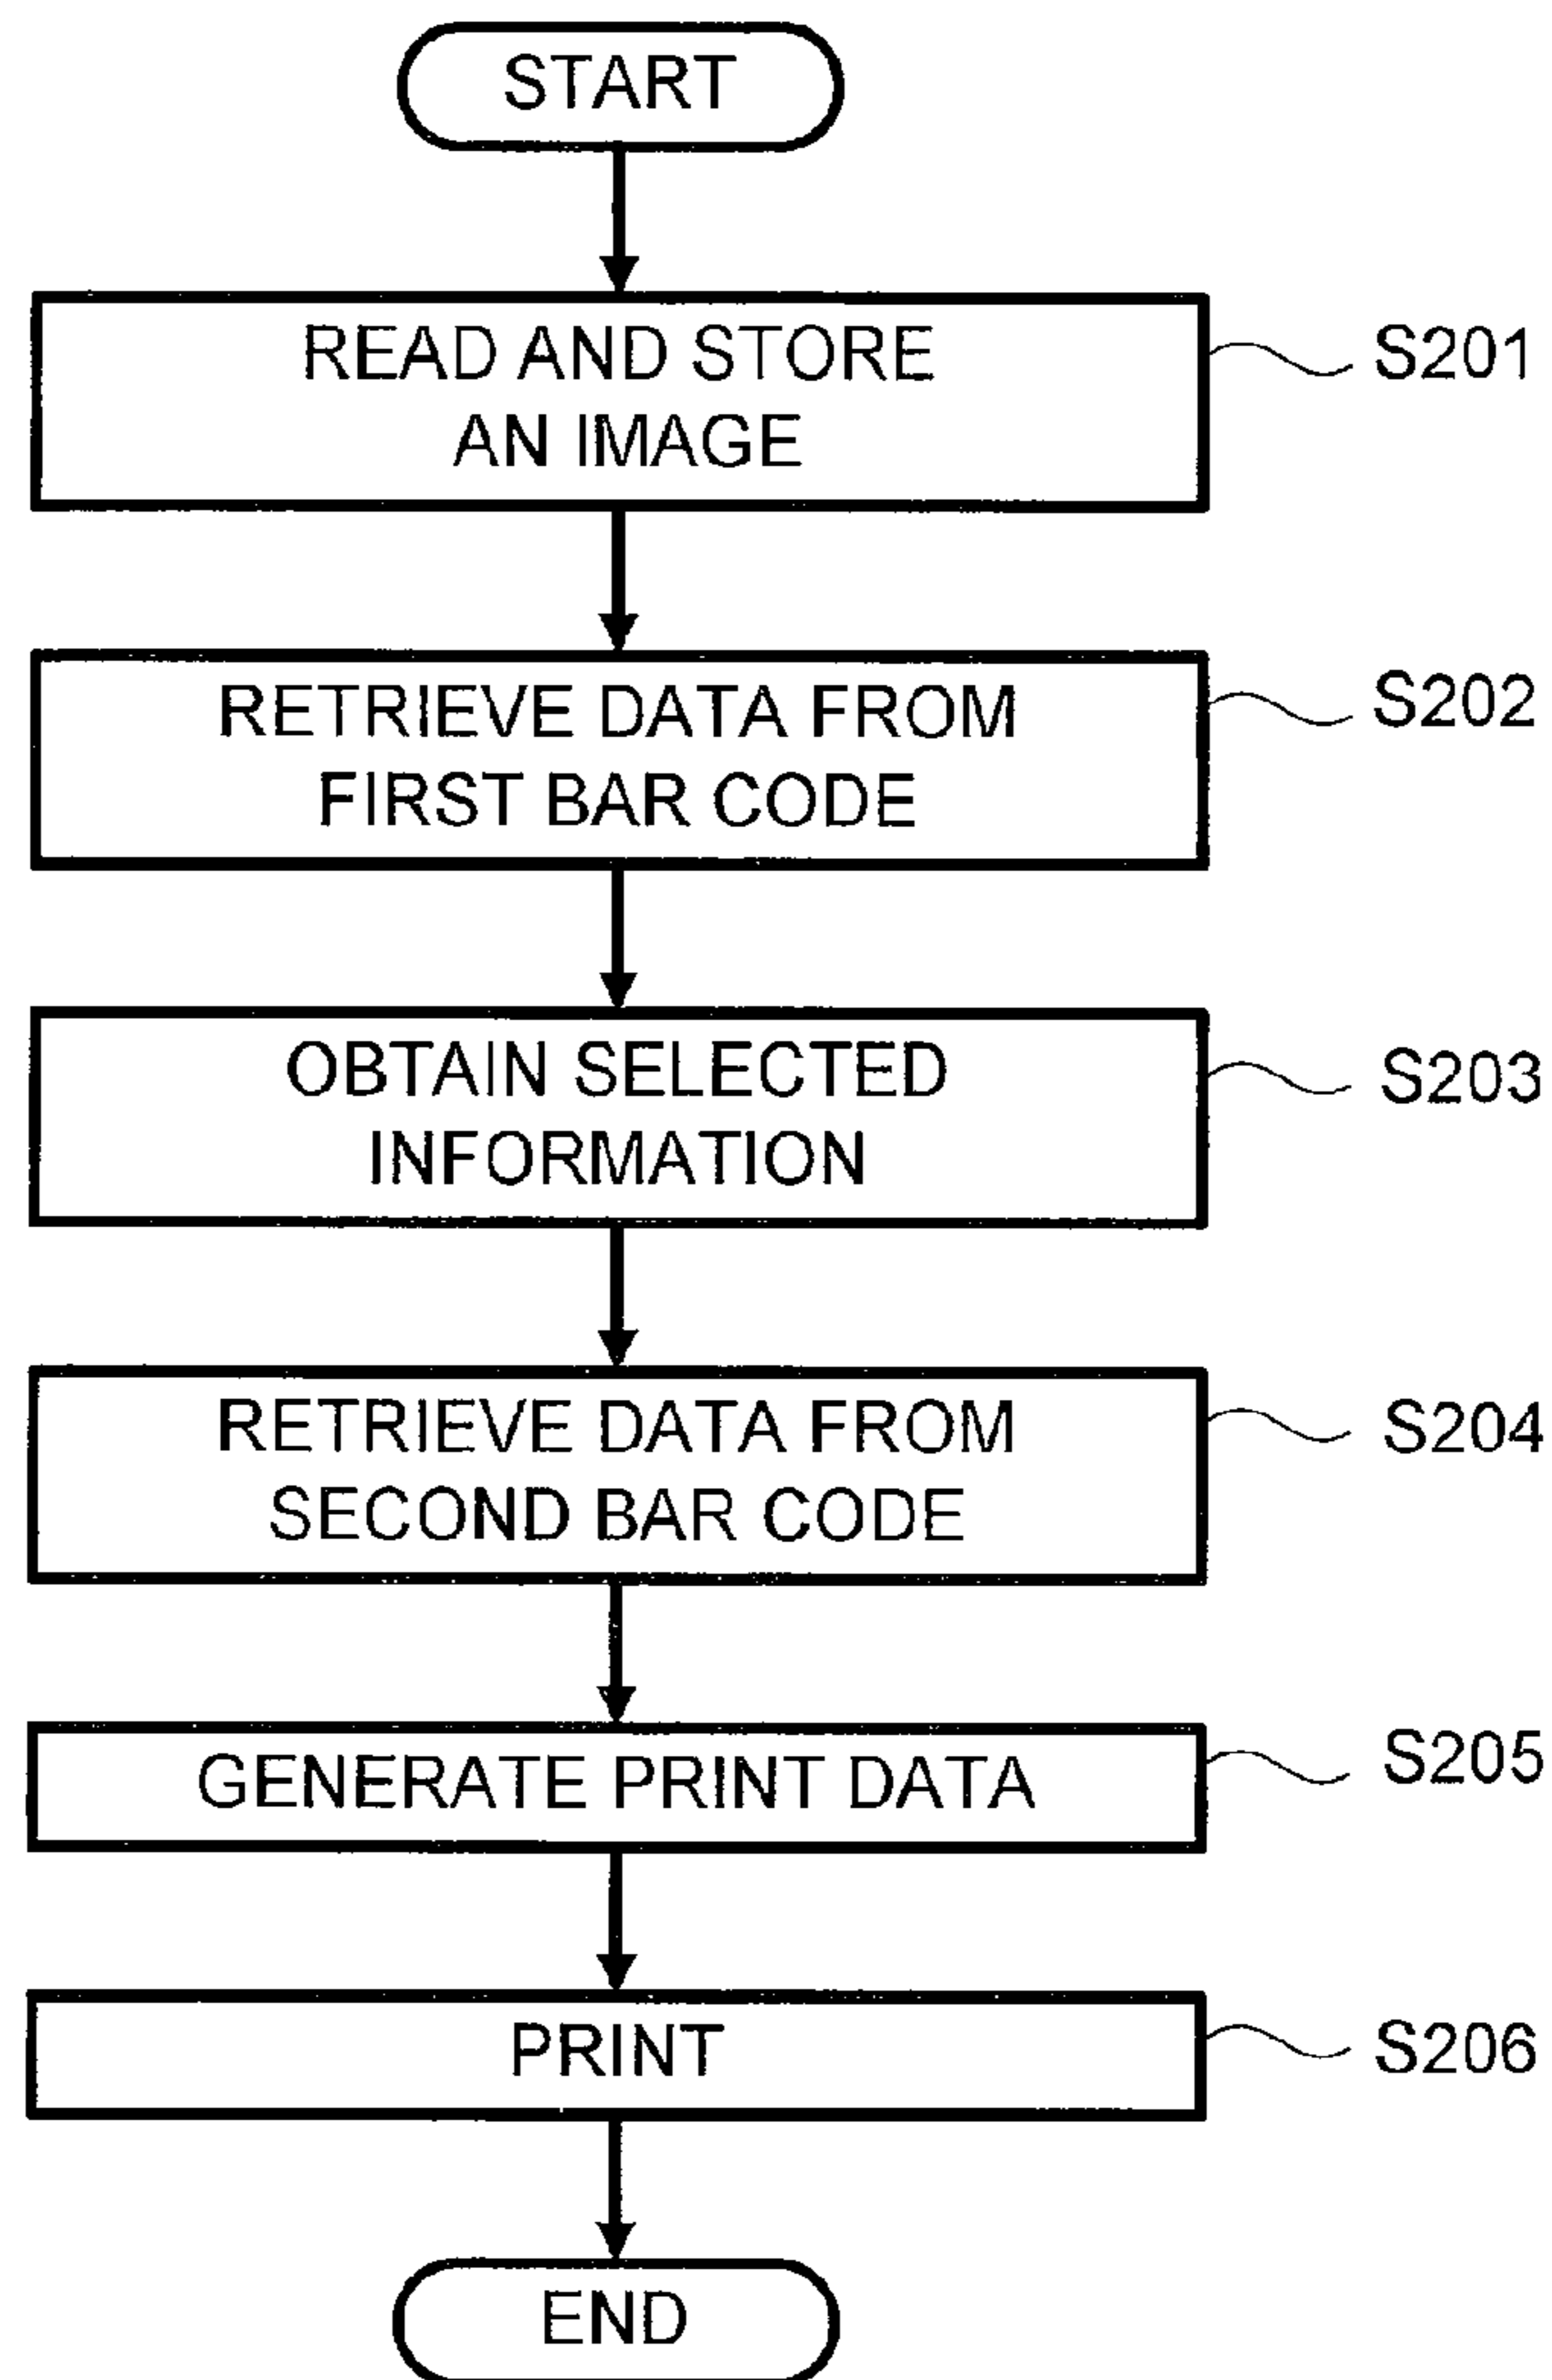 START
READ AND STORE
AN IMAGE
S201
RETRIEVE DATA FROM
FIRST BAR CODE
S202
OBTAIN SELECTED
INFORMATION
S203
RETRIEVE DATA FROM
SECOND BAR CODE
S204
GENERATE PRINT DATA
S205
PRINT
S206
END